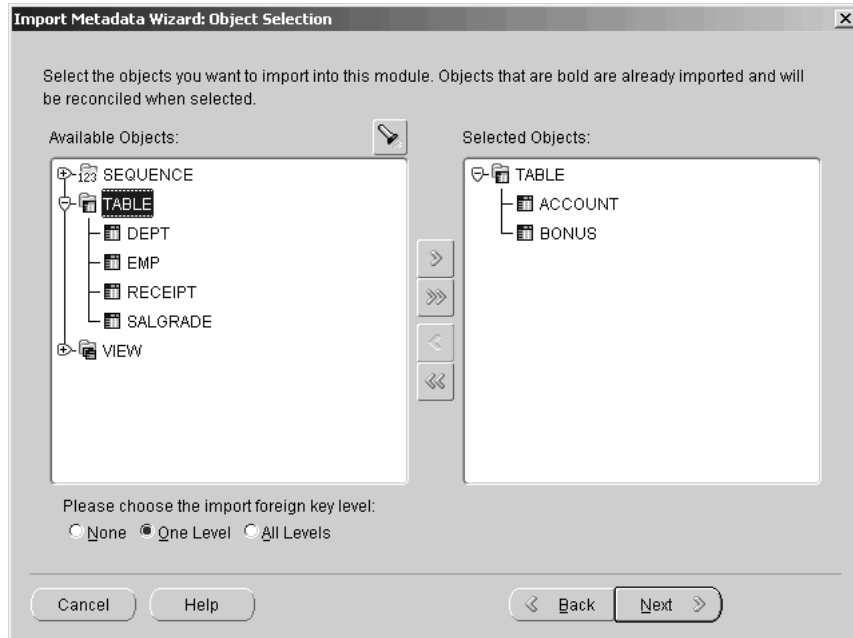 Import Metadata Wizard: Object Selection
Select the objects you want to import into this module. Objects that are bold are already imported and will
be reconciled when selected.
Available Objects:
123 SEQUENCE
TABLE
DEPT
EMP
RECEIPT
SALGRADE
VIEW
Selected Objects:
TABLE
ACCOUNT
BONUS
Please choose the import foreign key level:
None One Level All Levels
Cancel Help Back Next